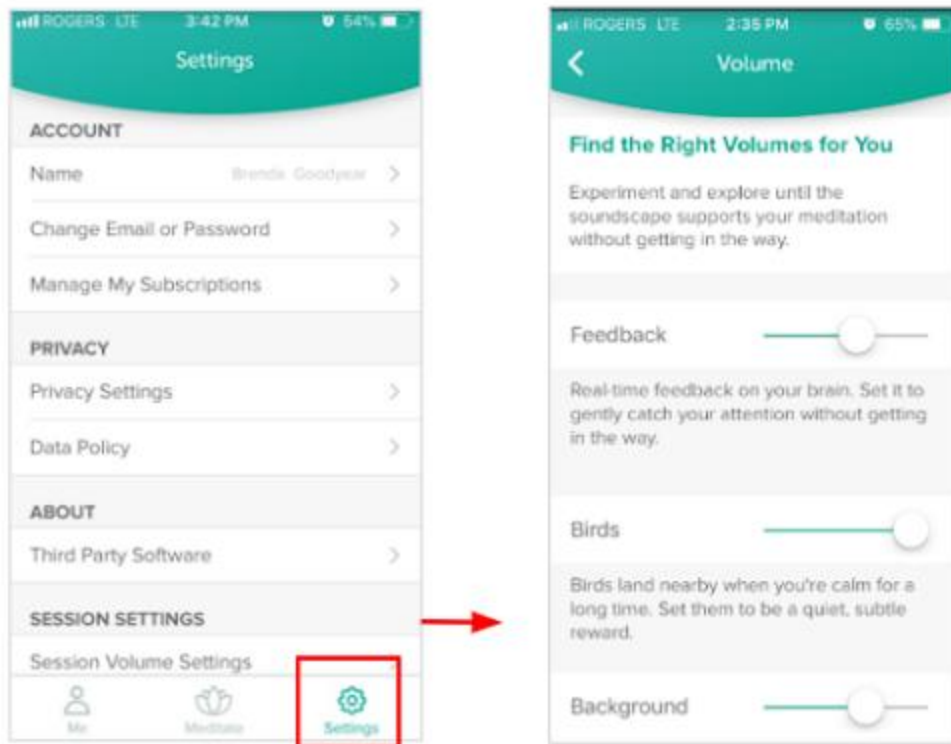 ROGERS LTE 3:42 PM 54%
Settings
ACCOUNT
Name Brenda Goodyear
Change Email or Password
Manage My Subscriptions
PRIVACY
Privacy Settings
Data Policy
ABOUT
Third Party Software
SESSION SETTINGS
Session Volume Settings
Me Meditate Settings
ROGERS LTE 2:35 PM 65%
Volume
Find the Right Volumes for You
Experiment and explore until the
soundscape supports your meditation
without getting in the way.
Feedback
Real-time feedback on your brain. Set it to
gently catch your attention without getting
in the way.
Birds
Birds land nearby when you're calm for a
long time. Set them to be a quiet, subtle
reward.
Background